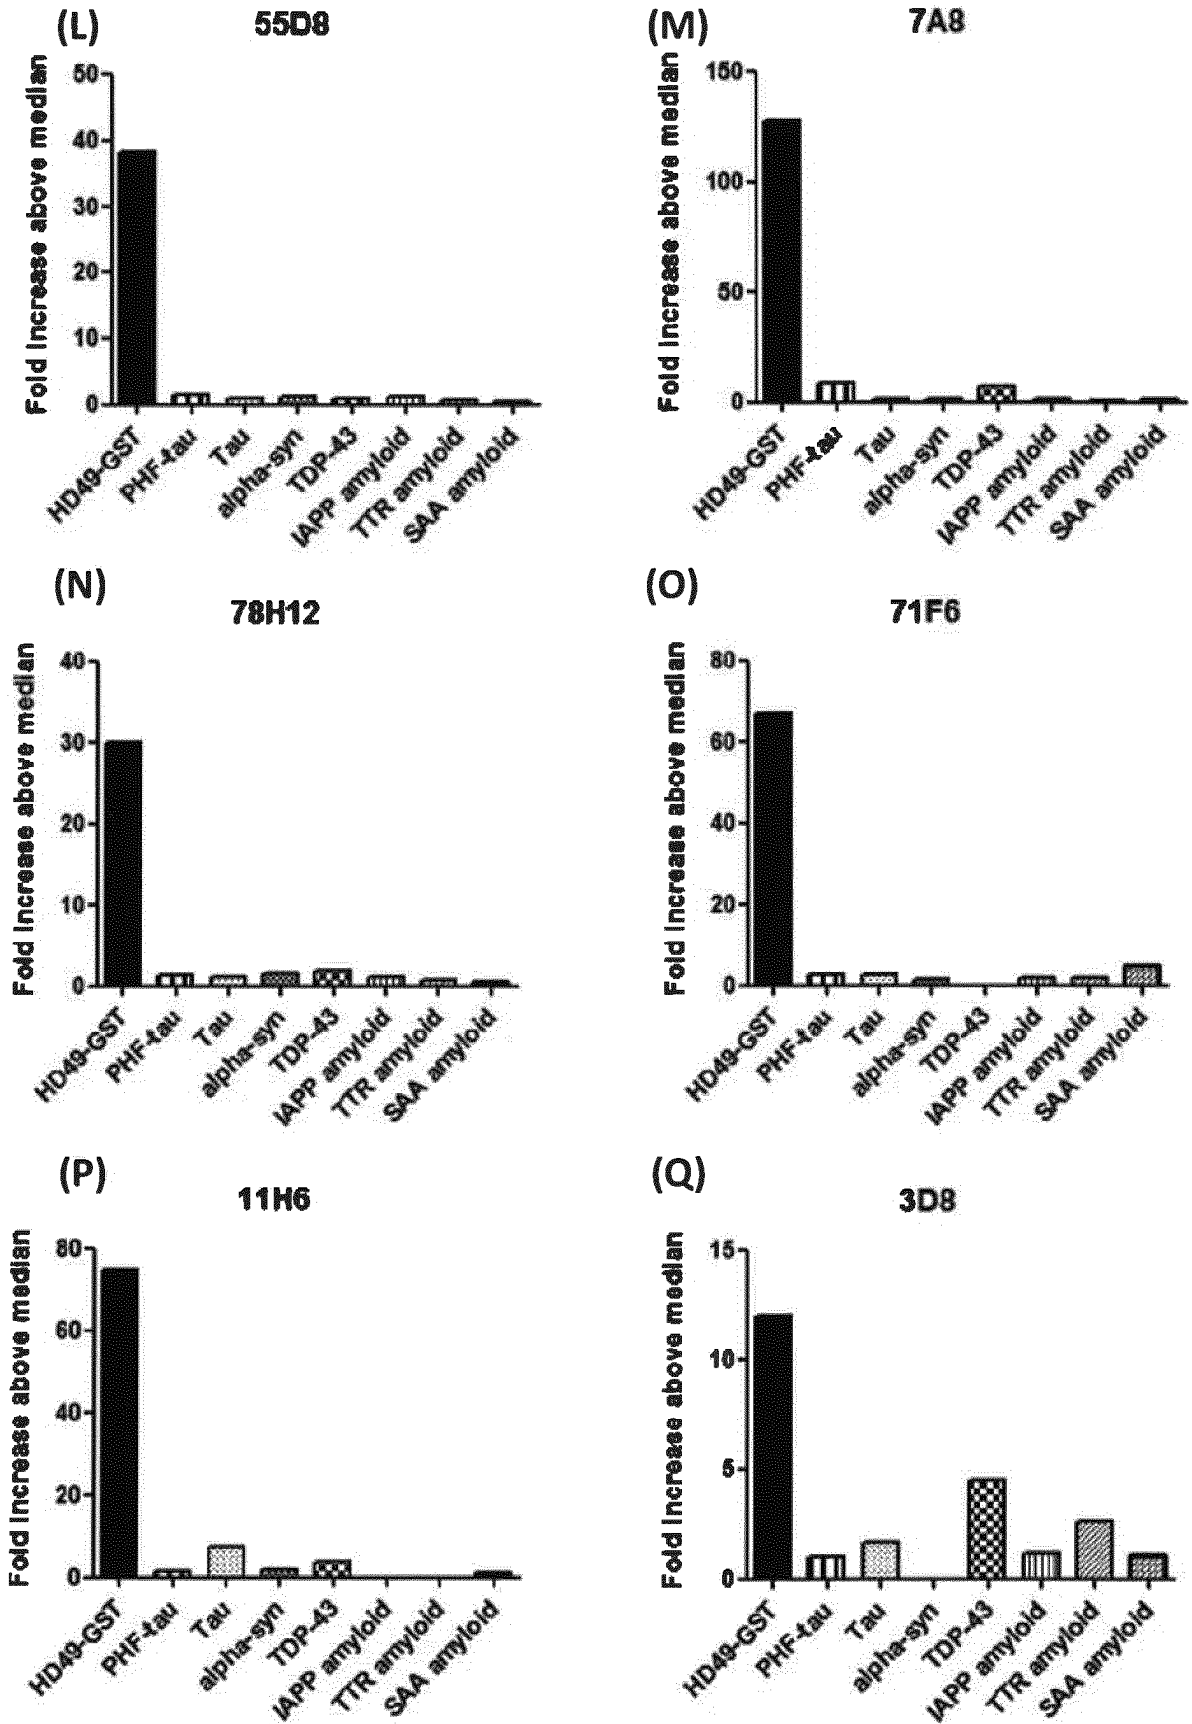 (L)
55D8
Fold Increase above median
50
40
30
20
10
0
HD49-GST
PHF-tau
Tau
alpha-syn
TDP-43
IAPP amyloid
TTR amyloid
SAA amyloid
(M)
7A8
Fold Increase above median
150
100
50
0
HD49-GST
PHF-tau
Tau
alpha-syn
TDP-43
IAPP amyloid
TTR amyloid
SAA amyloid
(N)
78H12
Fold Increase above median
40
30
20
10
0
HD49-GST
PHF-tau
Tau
alpha-syn
TDP-43
IAPP amyloid
TTR amyloid
SAA amyloid
(O)
71F6
Fold Increase above median
80
60
40
20
0
HD49-GST
PHF-tau
Tau
alpha-syn
TDP-43
IAPP amyloid
TTR amyloid
SAA amyloid
(P)
11H6
Fold Increase above median
80
60
40
20
0
HD49-GST
PHF-tau
Tau
alpha-syn
TDP-43
IAPP amyloid
TTR amyloid
SAA amyloid
(Q)
3D8
Fold Increase above median
15
10
5
0
HD49-GST
PHF-tau
Tau
alpha-syn
TDP-43
IAPP amyloid
TTR amyloid
SAA amyloid